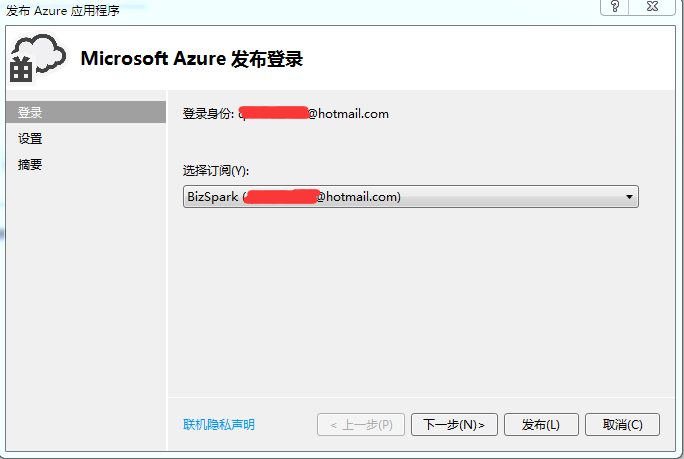 发布 Azure 应用程序
Microsoft Azure 发布登录
登录
设置
摘要
登录身份: @hotmail.com
选择订阅(Y):
BizSpark ( @hotmail.com)
联机隐私声明
< 上一步(P)
下一步(N)>
发布(L)
取消(C)